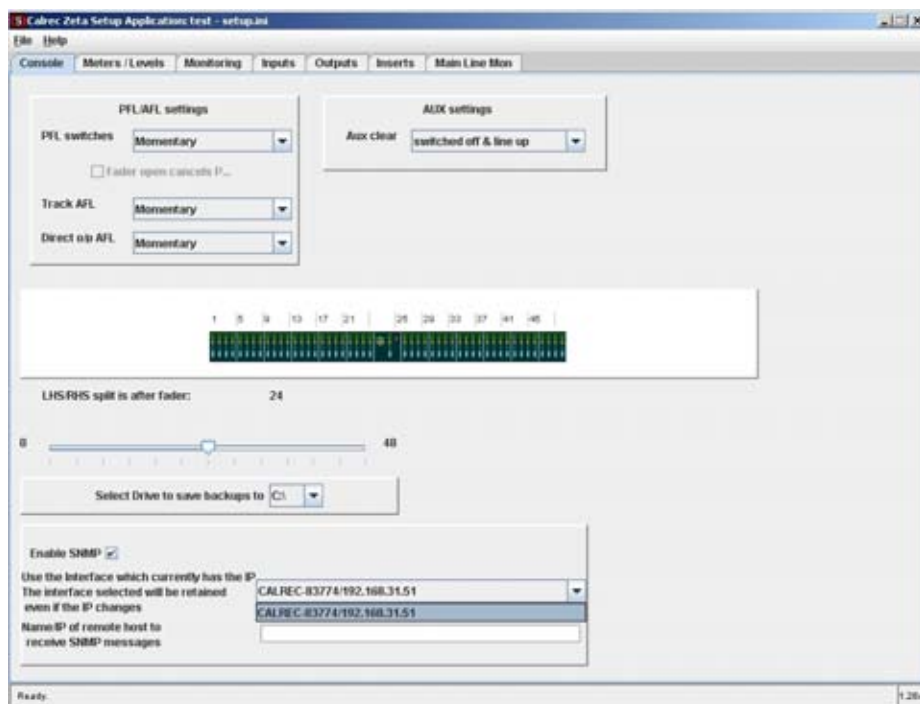 Calrec Zeta Setup Application: test - setup.ini
File Help
Console Meters / Levels Monitoring Inputs Outputs Inserts Main Line Mon
PFL/AFL settings
PFL switches Momentary
Fader open cancels P...
Track AFL Momentary
Direct o/p AFL Momentary
AUX settings
Aux clear switched off & line up
1 5 9 13 17 21 25 29 33 37 41 45
LHS/RHS split is after fader: 24
0 48
Select Drive to save backups to C:\
Enable SNMP
Use the Interface which currently has the IP
The interface selected will be retained
even if the IP changes
CALREC-83774/192.168.31.51
CALREC-83774/192.168.31.51
Name/IP of remote host to
receive SNMP messages
Ready.